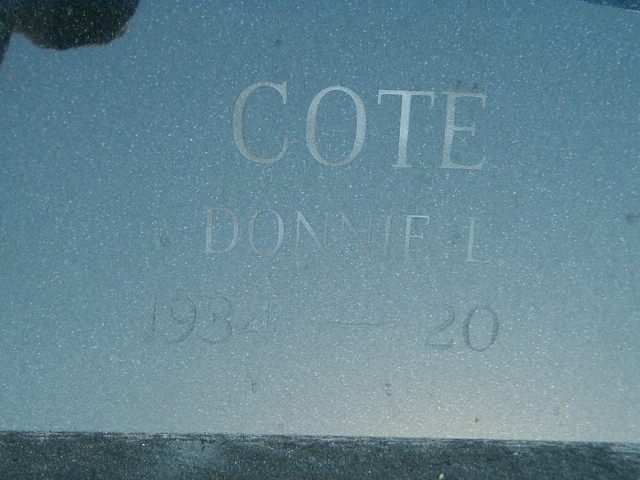 COTE
DONNIE L
1934 — 20